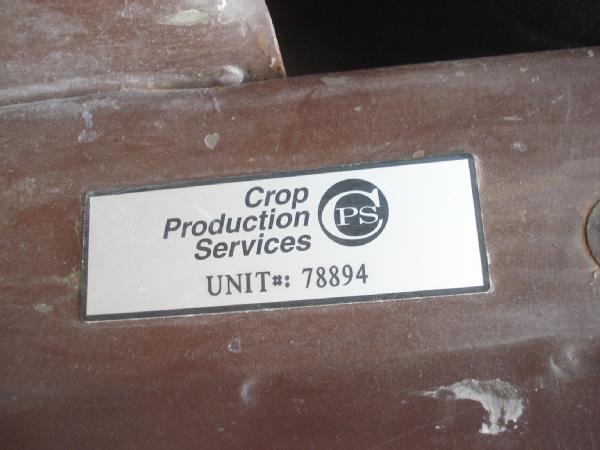 Crop
Production
Services
CPS
UNIT#: 78894